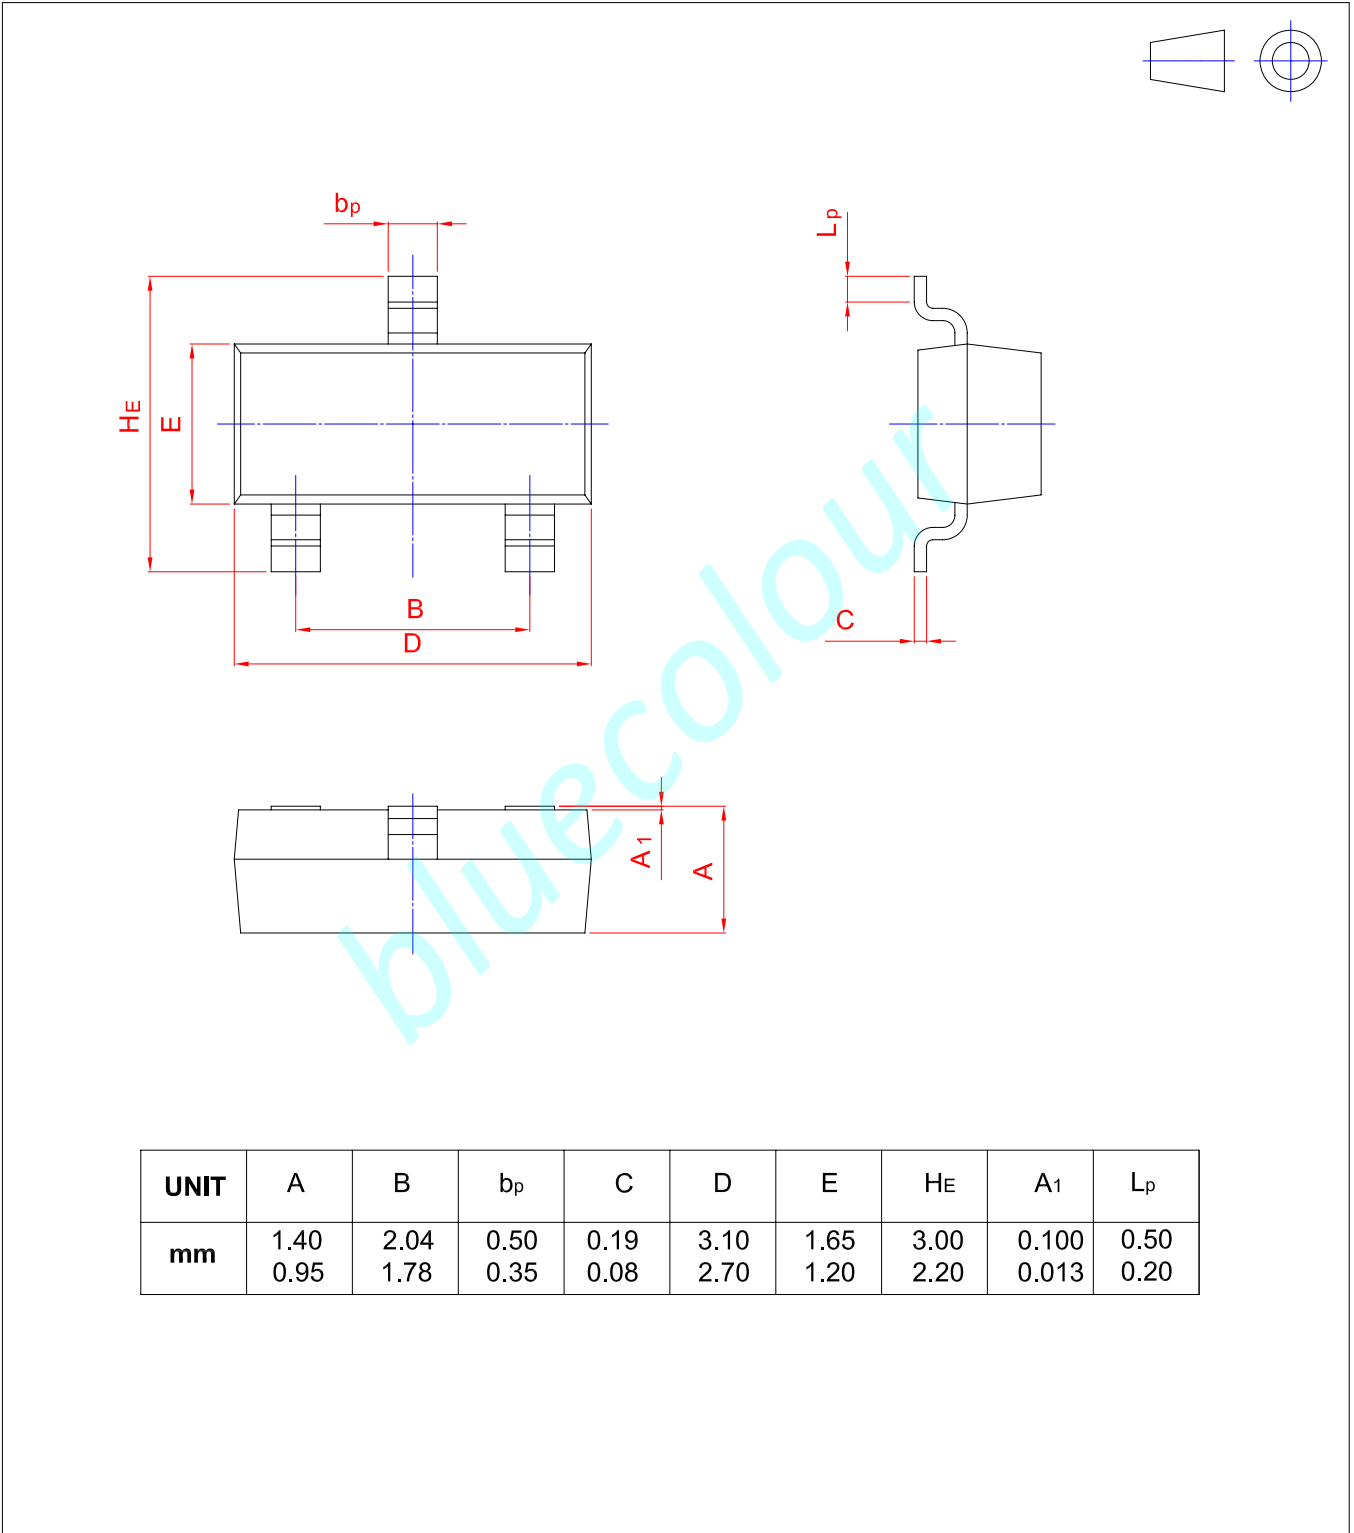 bp
Lp
HE
E
B
D
C
A1
A
bluecolour
UNIT A B bp C D E HE A1 Lp
mm 1.40 2.04 0.50 0.19 3.10 1.65 3.00 0.100 0.50
0.95 1.78 0.35 0.08 2.70 1.20 2.20 0.013 0.20